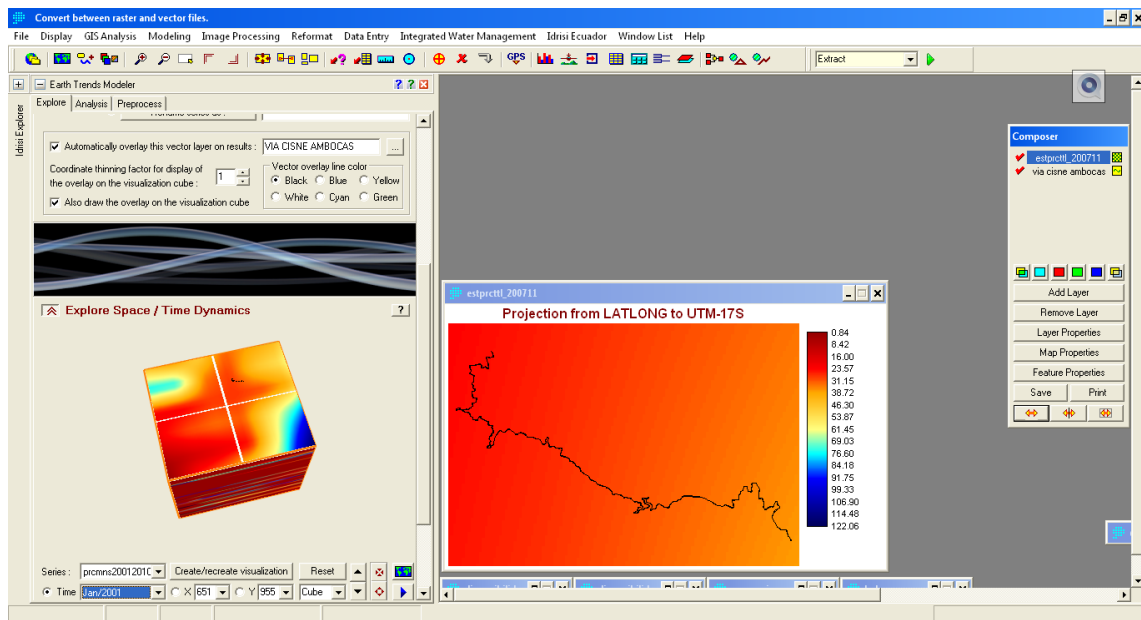 Convert between raster and vector files.
File Display GIS Analysis Modeling Image Processing Reformat Data Entry Integrated Water Management Idrisi Ecuador Window List Help
GPS
Extract
Idrisi Explorer
Earth Trends Modeler
Explore Analysis Preprocess
Automatically overlay this vector layer on results : VIA CISNE AMBOCAS ...
Coordinate thinning factor for display of
the overlay on the visualization cube : 1
Also draw the overlay on the visualization cube
Vector overlay line color
Black Blue Yellow
White Cyan Green
Explore Space / Time Dynamics ?
Series : prcmns20012010 Create/recreate visualization Reset
Time Jan/2001 X 651 Y 955 Cube
estprcttl_200711
Projection from LATLONG to UTM-17S
0.84
8.42
16.00
23.57
31.15
38.72
46.30
53.87
61.45
69.03
76.60
84.18
91.75
99.33
106.90
114.48
122.06
Composer
estprcttl_200711
via cisne ambocas
Add Layer
Remove Layer
Layer Properties
Map Properties
Feature Properties
Save Print